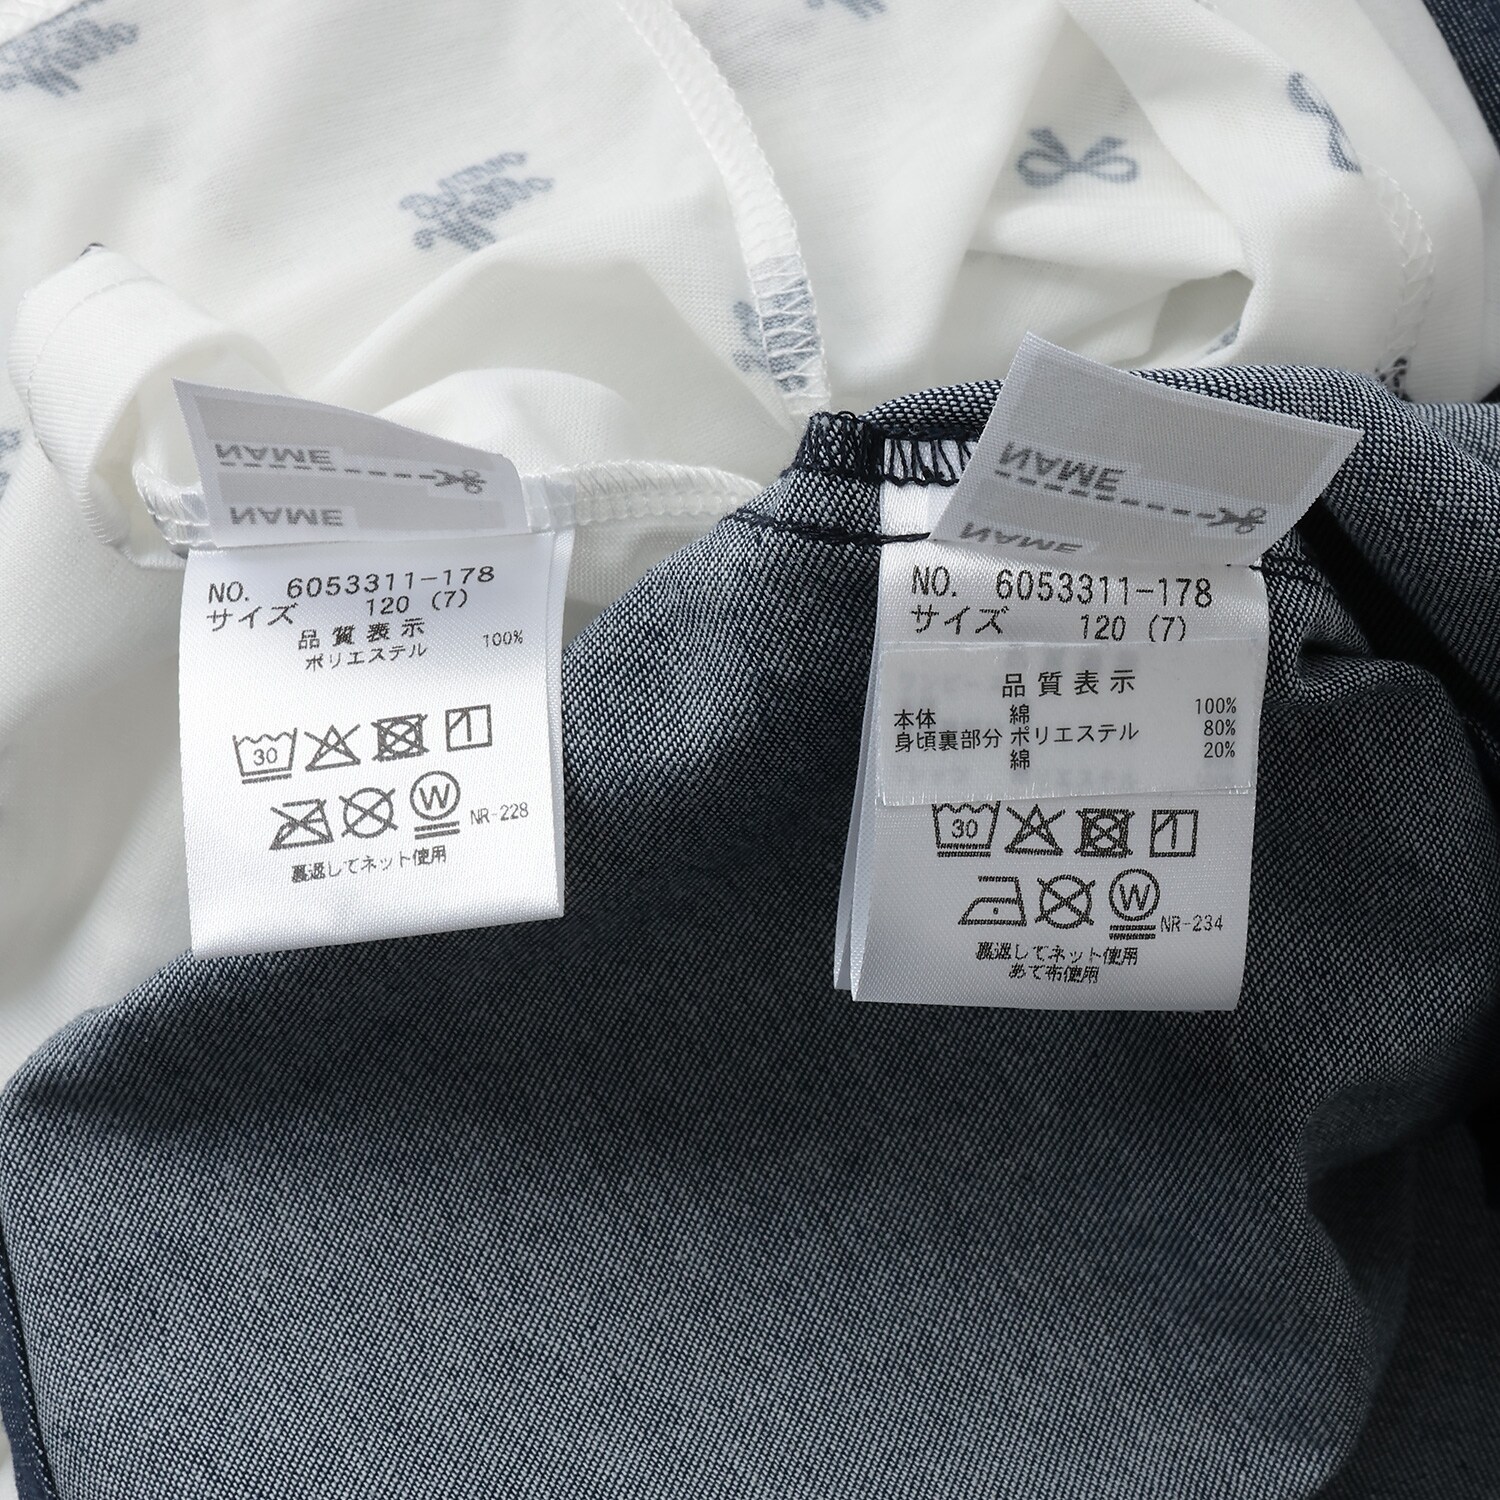 NAME
NAME
NO. 6053311-178
サイズ 120 (7)
品質表示
ポリエステル 100%
30
W
NR-228
裏返してネット使用
NAME
NAME
NO. 6053311-178
サイズ 120 (7)
品質表示
本体 綿 100%
身頃裏部分 ポリエステル 80%
綿 20%
30
W
NR-234
裏返してネット使用
あて布使用